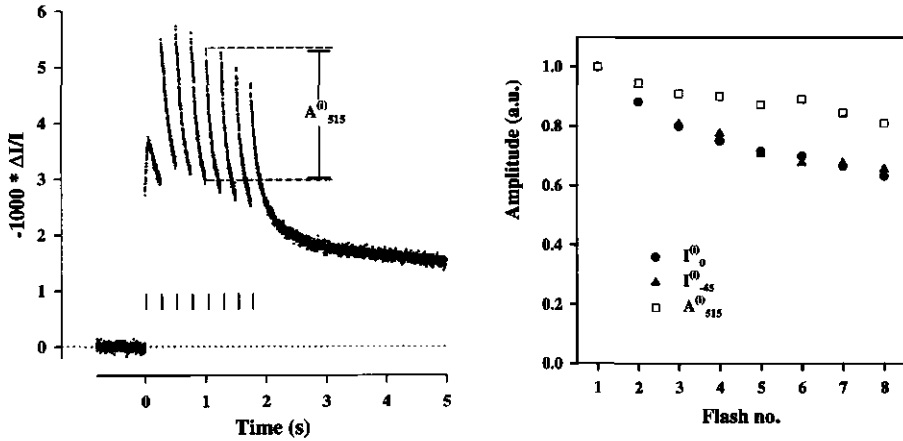 -1000 * ΔI/I
6
5
4
3
2
1
0
A⁽ⁱ⁾₅₁₅
0 1 2 3 4 5
Time (s)
Amplitude (a.u.)
1.0
0.8
0.6
0.4
0.2
0.0
I⁽ⁱ⁾₀
I⁽ⁱ⁾₋₄₅
A⁽ⁱ⁾₅₁₅
1 2 3 4 5 6 7 8
Flash no.